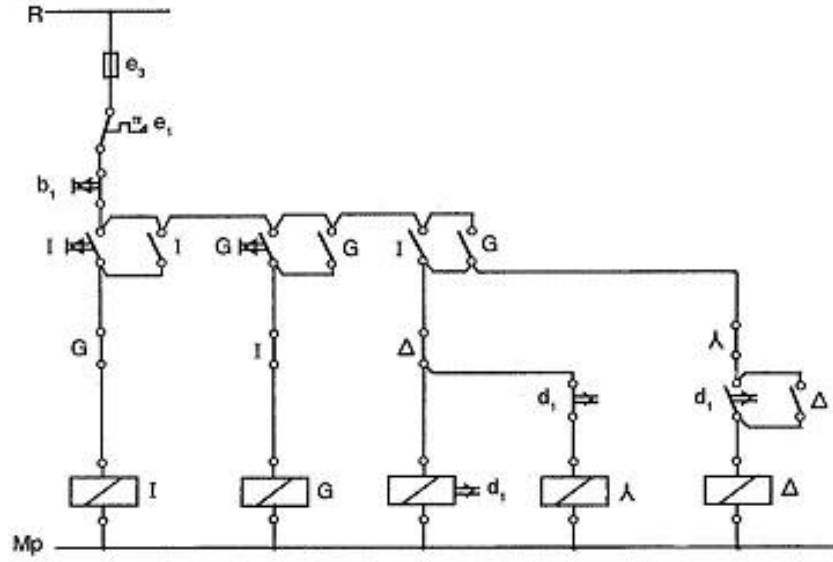 R
e₃
e₁
b₁
I I G G I G
G I Δ ⅄
d₁ d₁ Δ
I G d₁ ⅄ Δ
Mp